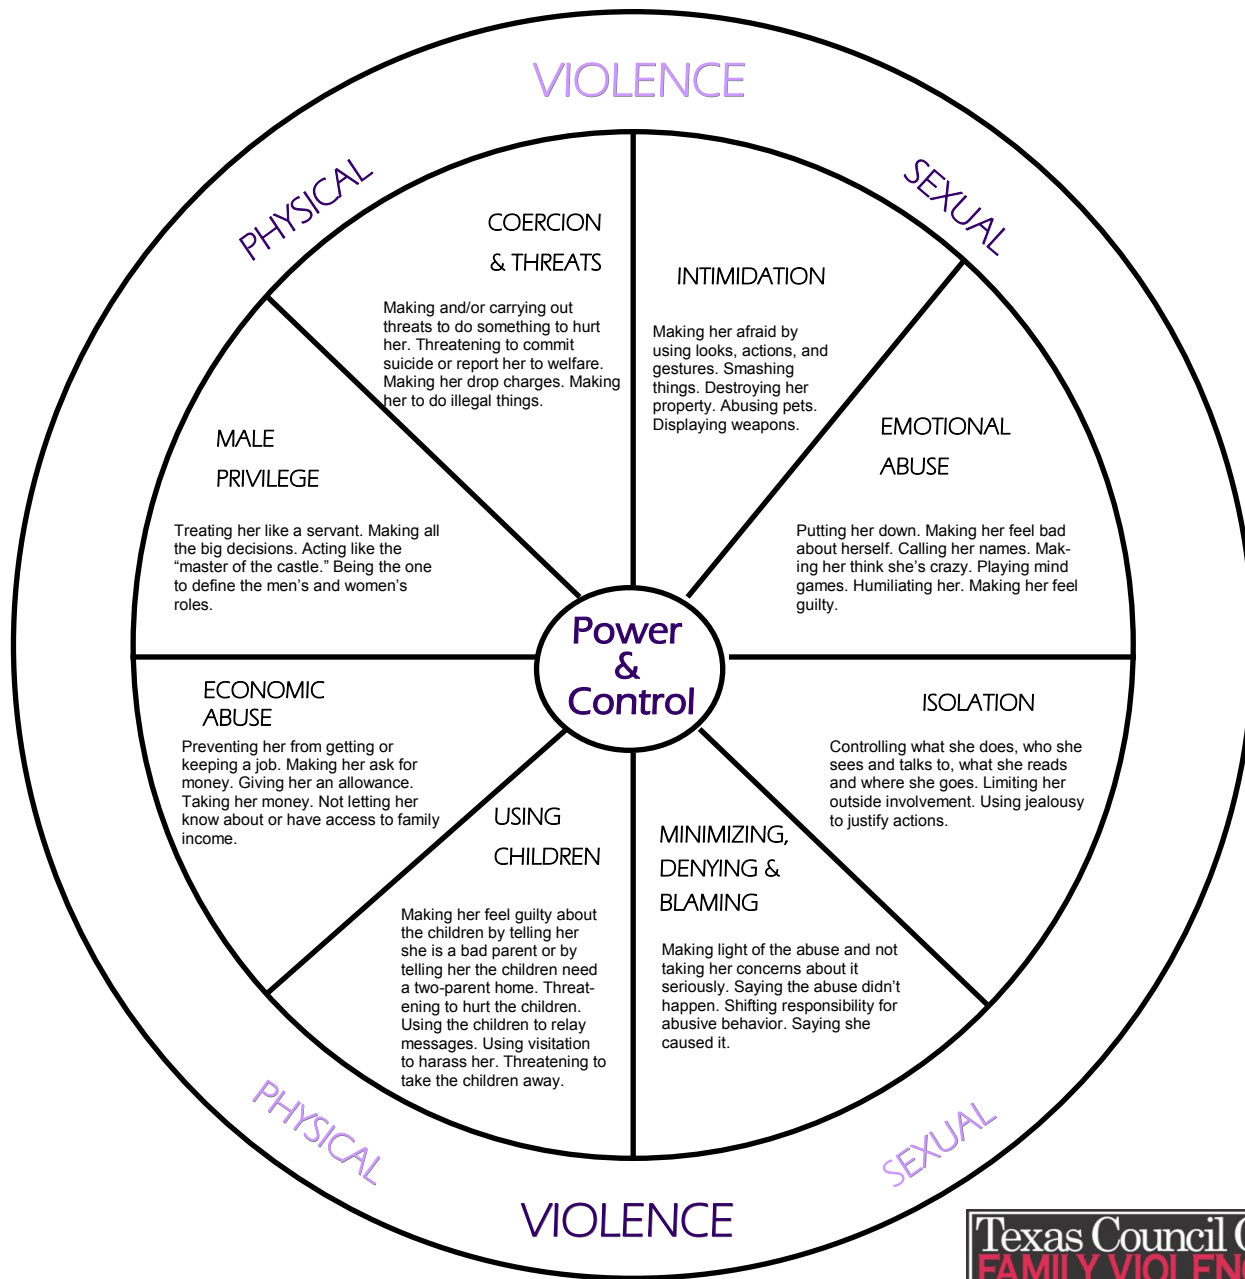 VIOLENCE
PHYSICAL
SEXUAL
COERCION
& THREATS
Making and/or carrying out
threats to do something to hurt
her. Threatening to commit
suicide or report her to welfare.
Making her drop charges. Making
her to do illegal things.
INTIMIDATION
Making her afraid by
using looks, actions, and
gestures. Smashing
things. Destroying her
property. Abusing pets.
Displaying weapons.
MALE
PRIVILEGE
Treating her like a servant. Making all
the big decisions. Acting like the
“master of the castle.” Being the one
to define the men’s and women’s
roles.
EMOTIONAL
ABUSE
Putting her down. Making her feel bad
about herself. Calling her names. Mak-
ing her think she’s crazy. Playing mind
games. Humiliating her. Making her feel
guilty.
Power
&
Control
ECONOMIC
ABUSE
Preventing her from getting or
keeping a job. Making her ask for
money. Giving her an allowance.
Taking her money. Not letting her
know about or have access to family
income.
ISOLATION
Controlling what she does, who she
sees and talks to, what she reads
and where she goes. Limiting her
outside involvement. Using jealousy
to justify actions.
USING
CHILDREN
Making her feel guilty about
the children by telling her
she is a bad parent or by
telling her the children need
a two-parent home. Threat-
ening to hurt the children.
Using the children to relay
messages. Using visitation
to harass her. Threatening to
take the children away.
MINIMIZING,
DENYING &
BLAMING
Making light of the abuse and not
taking her concerns about it
seriously. Saying the abuse didn’t
happen. Shifting responsibility for
abusive behavior. Saying she
caused it.
PHYSICAL
SEXUAL
VIOLENCE
Texas Council
FAMILY